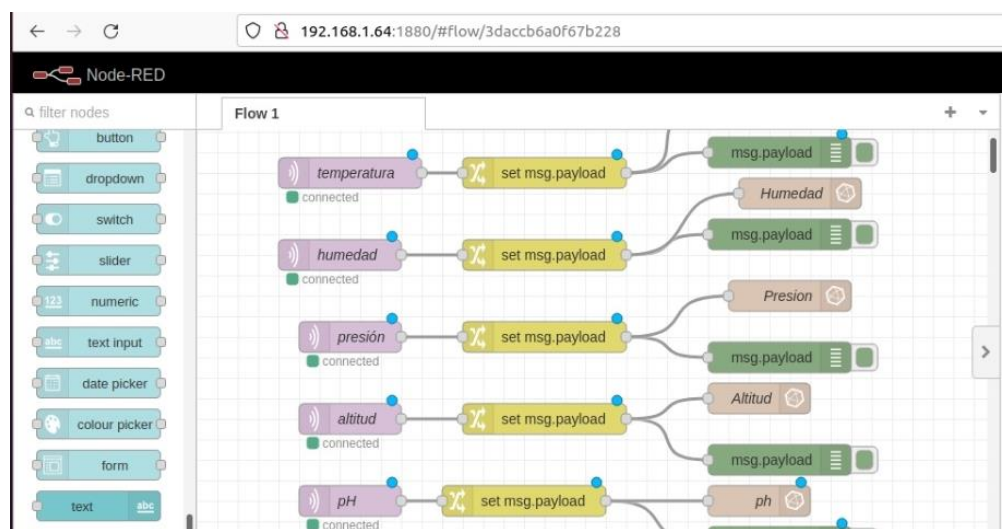 192.168.1.64:1880/#flow/3daccb6a0f67b228
Node-RED
filter nodes
Flow 1
button
dropdown
switch
slider
123 numeric
abc text input
date picker
colour picker
form
text abc
temperatura
connected
set msg.payload
msg.payload
Humedad
humedad
connected
set msg.payload
msg.payload
Presion
presión
connected
set msg.payload
msg.payload
Altitud
altitud
connected
set msg.payload
msg.payload
pH
connected
set msg.payload
ph